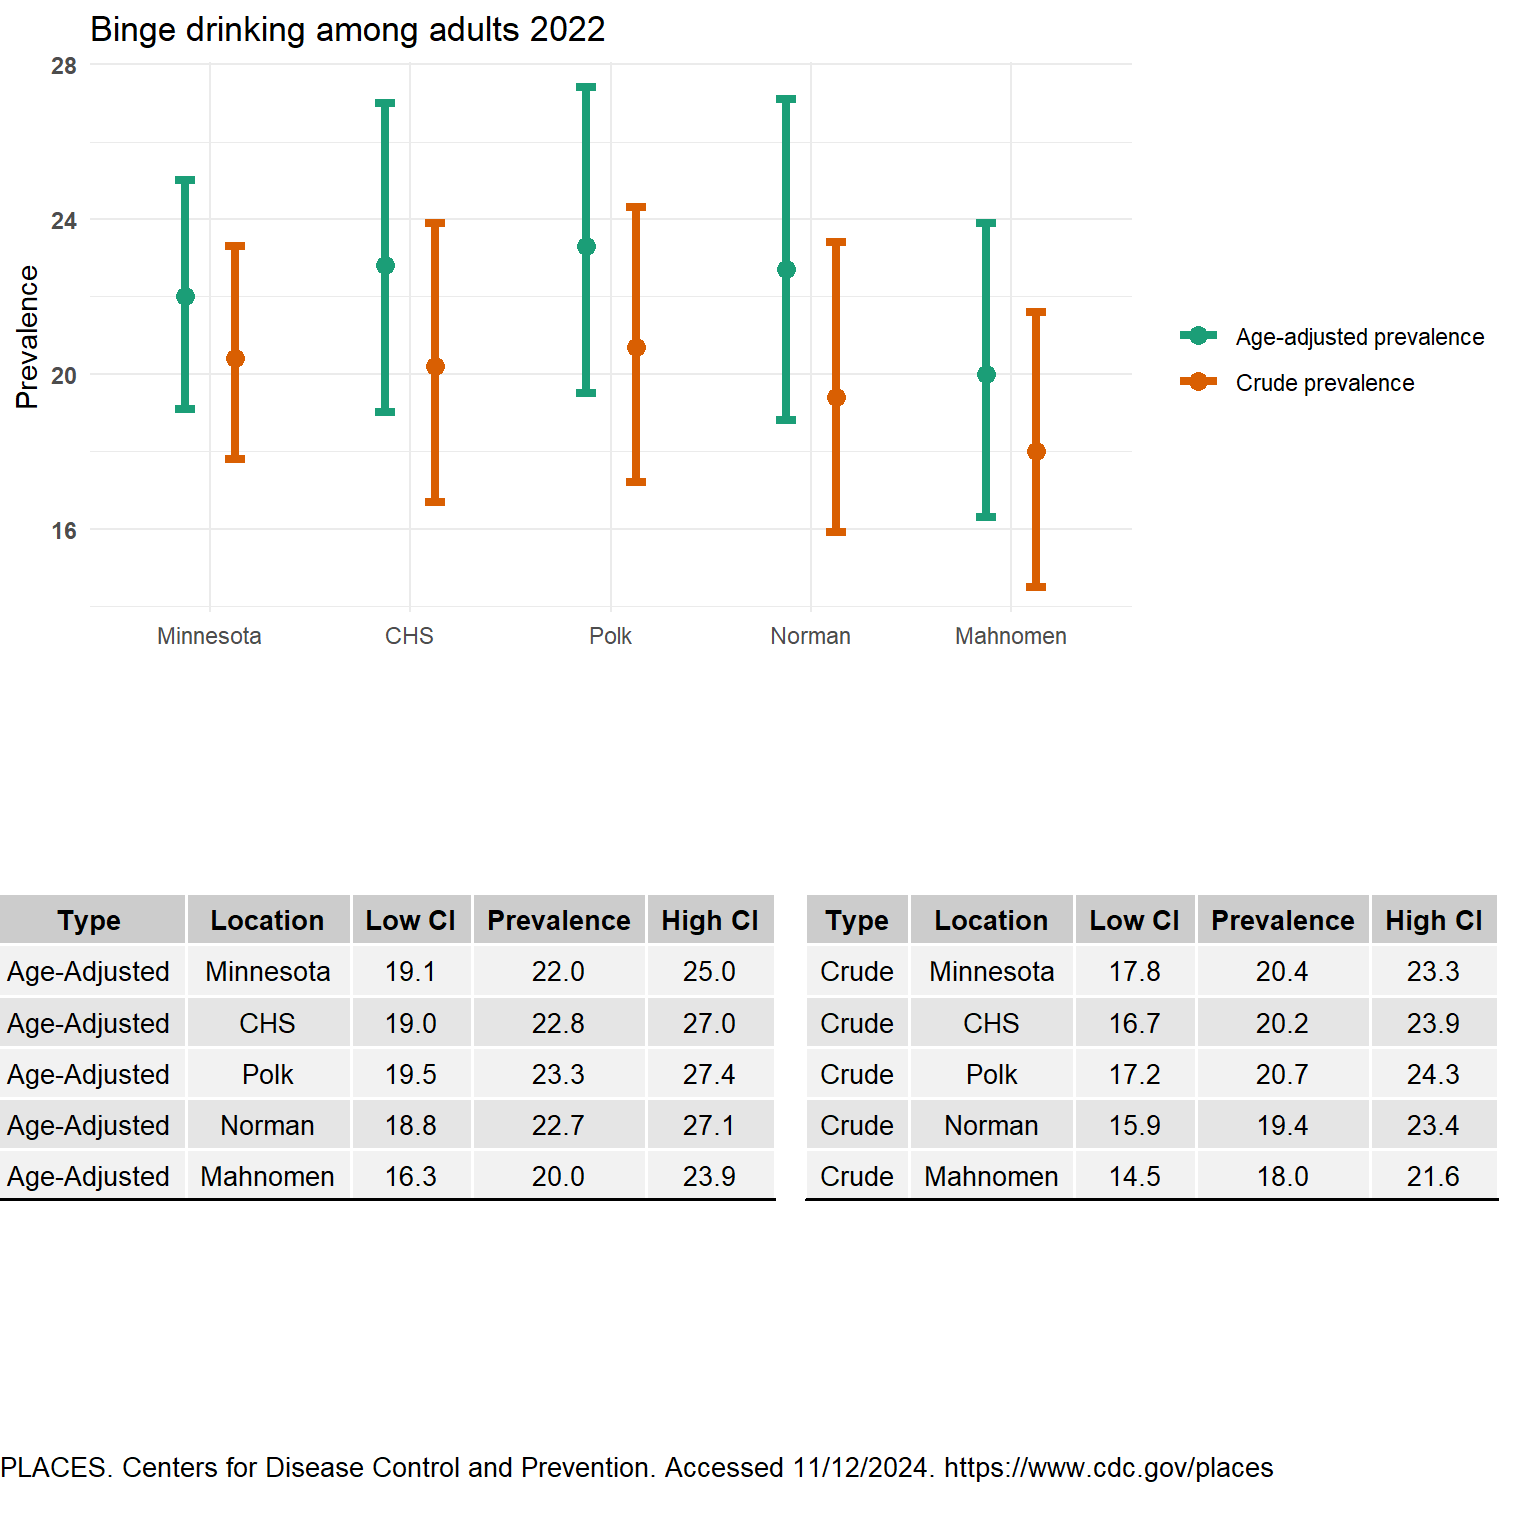 Binge drinking among adults 2022
28
24
20
16
Prevalence
Minnesota CHS Polk Norman Mahnomen
Age-adjusted prevalence
Crude prevalence
Type Location Low CI Prevalence High CI
Age-Adjusted Minnesota 19.1 22.0 25.0
Age-Adjusted CHS 19.0 22.8 27.0
Age-Adjusted Polk 19.5 23.3 27.4
Age-Adjusted Norman 18.8 22.7 27.1
Age-Adjusted Mahnomen 16.3 20.0 23.9
Type Location Low CI Prevalence High CI
Crude Minnesota 17.8 20.4 23.3
Crude CHS 16.7 20.2 23.9
Crude Polk 17.2 20.7 24.3
Crude Norman 15.9 19.4 23.4
Crude Mahnomen 14.5 18.0 21.6
PLACES. Centers for Disease Control and Prevention. Accessed 11/12/2024. https://www.cdc.gov/places